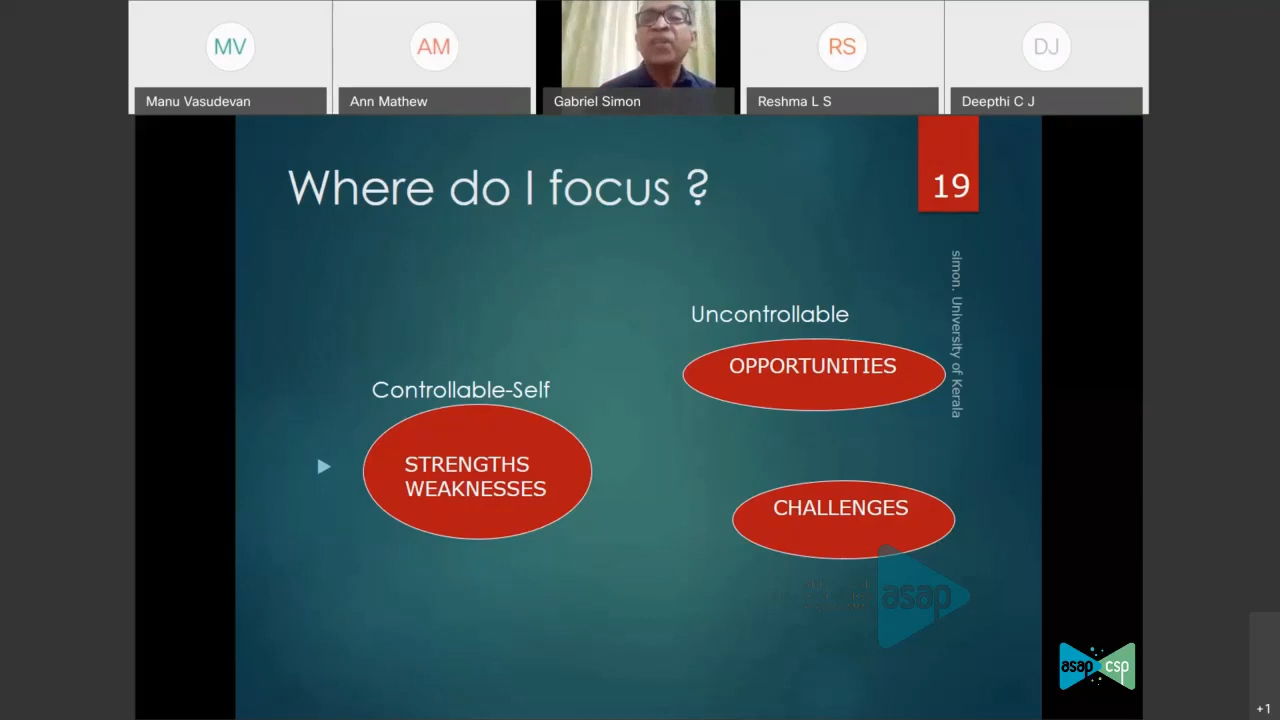 MV
AM
RS
DJ
Manu Vasudevan
Ann Mathew
Gabriel Simon
Reshma L S
Deepthi C J
Where do I focus ?
19
simon. University of Kerala
Uncontrollable
OPPORTUNITIES
Controllable-Self
STRENGTHS
WEAKNESSES
CHALLENGES
asap
asap csp
+1